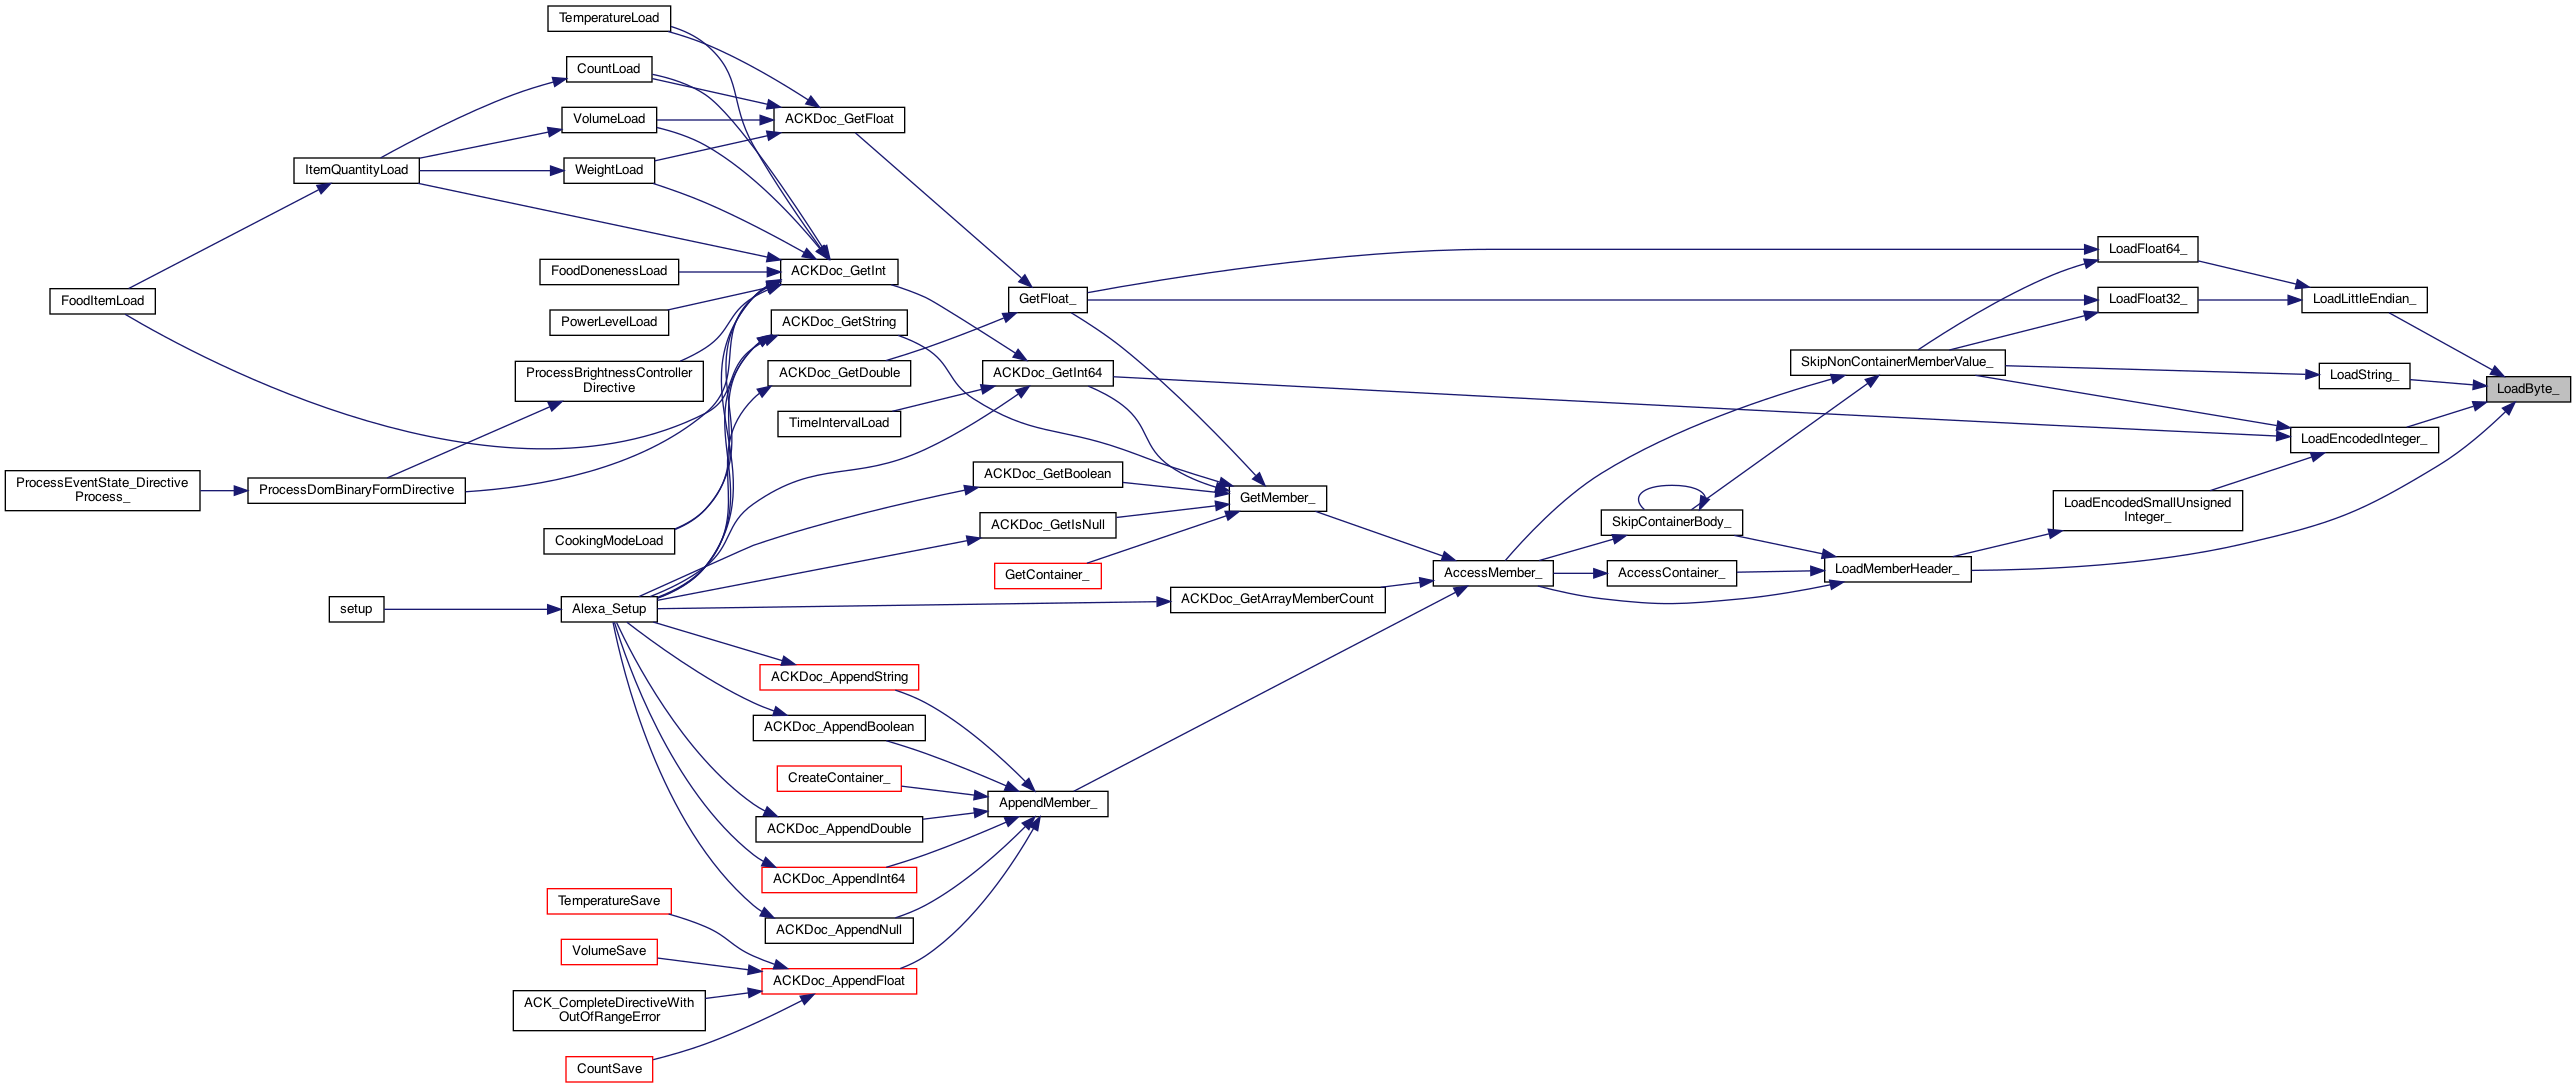 TemperatureLoad
CountLoad
VolumeLoad
ACKDoc_GetFloat
ItemQuantityLoad
WeightLoad
LoadFloat64_
FoodDonenessLoad
ACKDoc_GetInt
FoodItemLoad
GetFloat_
LoadFloat32_
LoadLittleEndian_
PowerLevelLoad
ACKDoc_GetString
ProcessBrightnessController
Directive
ACKDoc_GetDouble
ACKDoc_GetInt64
SkipNonContainerMemberValue_
LoadString_
LoadByte_
TimeIntervalLoad
LoadEncodedInteger_
ProcessEventState_Directive
Process_
ProcessDomBinaryFormDirective
ACKDoc_GetBoolean
GetMember_
LoadEncodedSmallUnsigned
Integer_
ACKDoc_GetIsNull
SkipContainerBody_
CookingModeLoad
GetContainer_
AccessMember_
AccessContainer_
LoadMemberHeader_
setup
Alexa_Setup
ACKDoc_GetArrayMemberCount
ACKDoc_AppendString
ACKDoc_AppendBoolean
CreateContainer_
AppendMember_
ACKDoc_AppendDouble
ACKDoc_AppendInt64
TemperatureSave
ACKDoc_AppendNull
VolumeSave
ACKDoc_AppendFloat
ACK_CompleteDirectiveWith
OutOfRangeError
CountSave